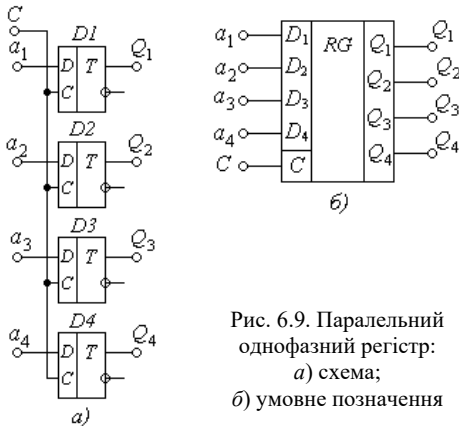 C
D1
a1 D T Q1
C
D2
a2 D T Q2
C
D3
a3 D T Q3
C
D4
a4 D T Q4
C
а)
a1 D1 RG Q1 Q1
a2 D2 Q2 Q2
a3 D3 Q3 Q3
a4 D4 Q4 Q4
C C
б)
Рис. 6.9. Паралельний
однофазний регістр:
а) схема;
б) умовне позначення